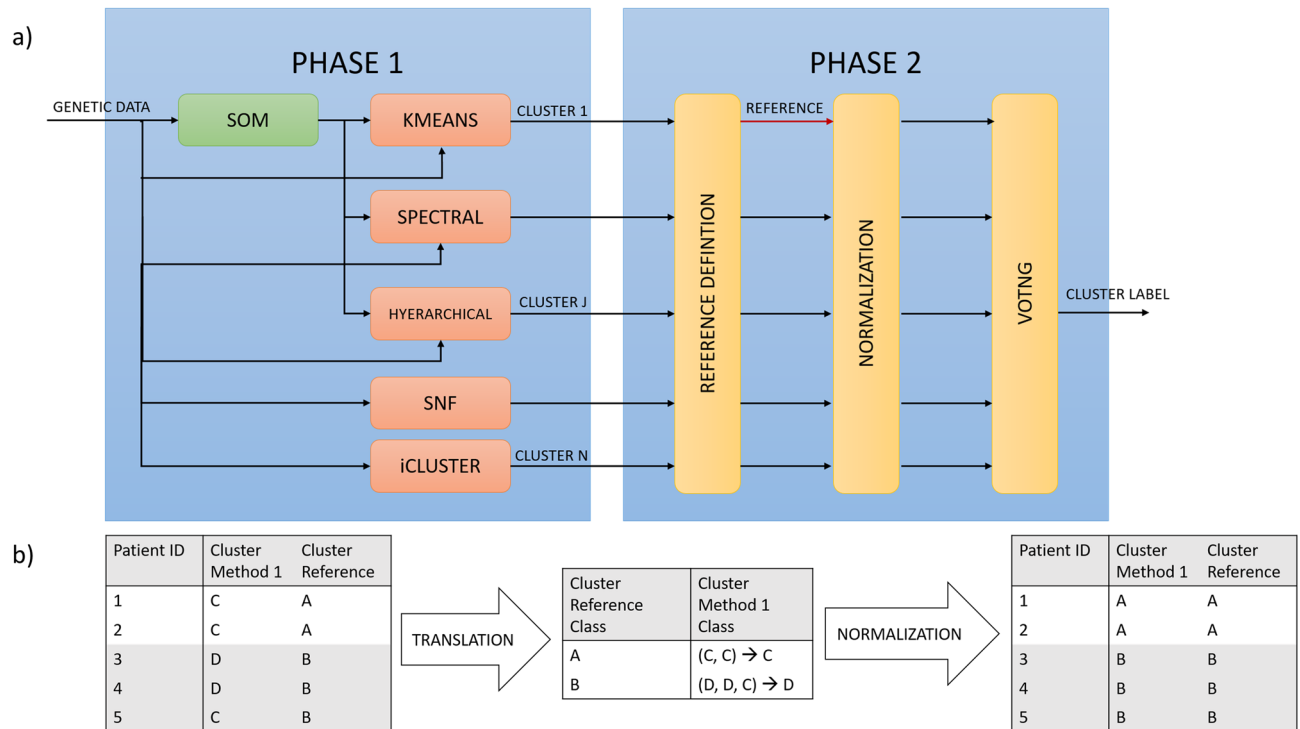 a)
PHASE 1
PHASE 2
GENETIC DATA
SOM
KMEANS
CLUSTER 1
REFERENCE
SPECTRAL
HYERARCHICAL
CLUSTER J
SNF
iCLUSTER
CLUSTER N
REFERENCE DEFINTION
NORMALIZATION
VOTNG
CLUSTER LABEL
b)
Patient ID
Cluster
Method 1
Cluster
Reference
1 C A
2 C A
3 D B
4 D B
5 C B
TRANSLATION
Cluster
Reference
Class
Cluster
Method 1
Class
A (C, C) → C
B (D, D, C) → D
NORMALIZATION
Patient ID
Cluster
Method 1
Cluster
Reference
1 A A
2 A A
3 B B
4 B B
5 B B